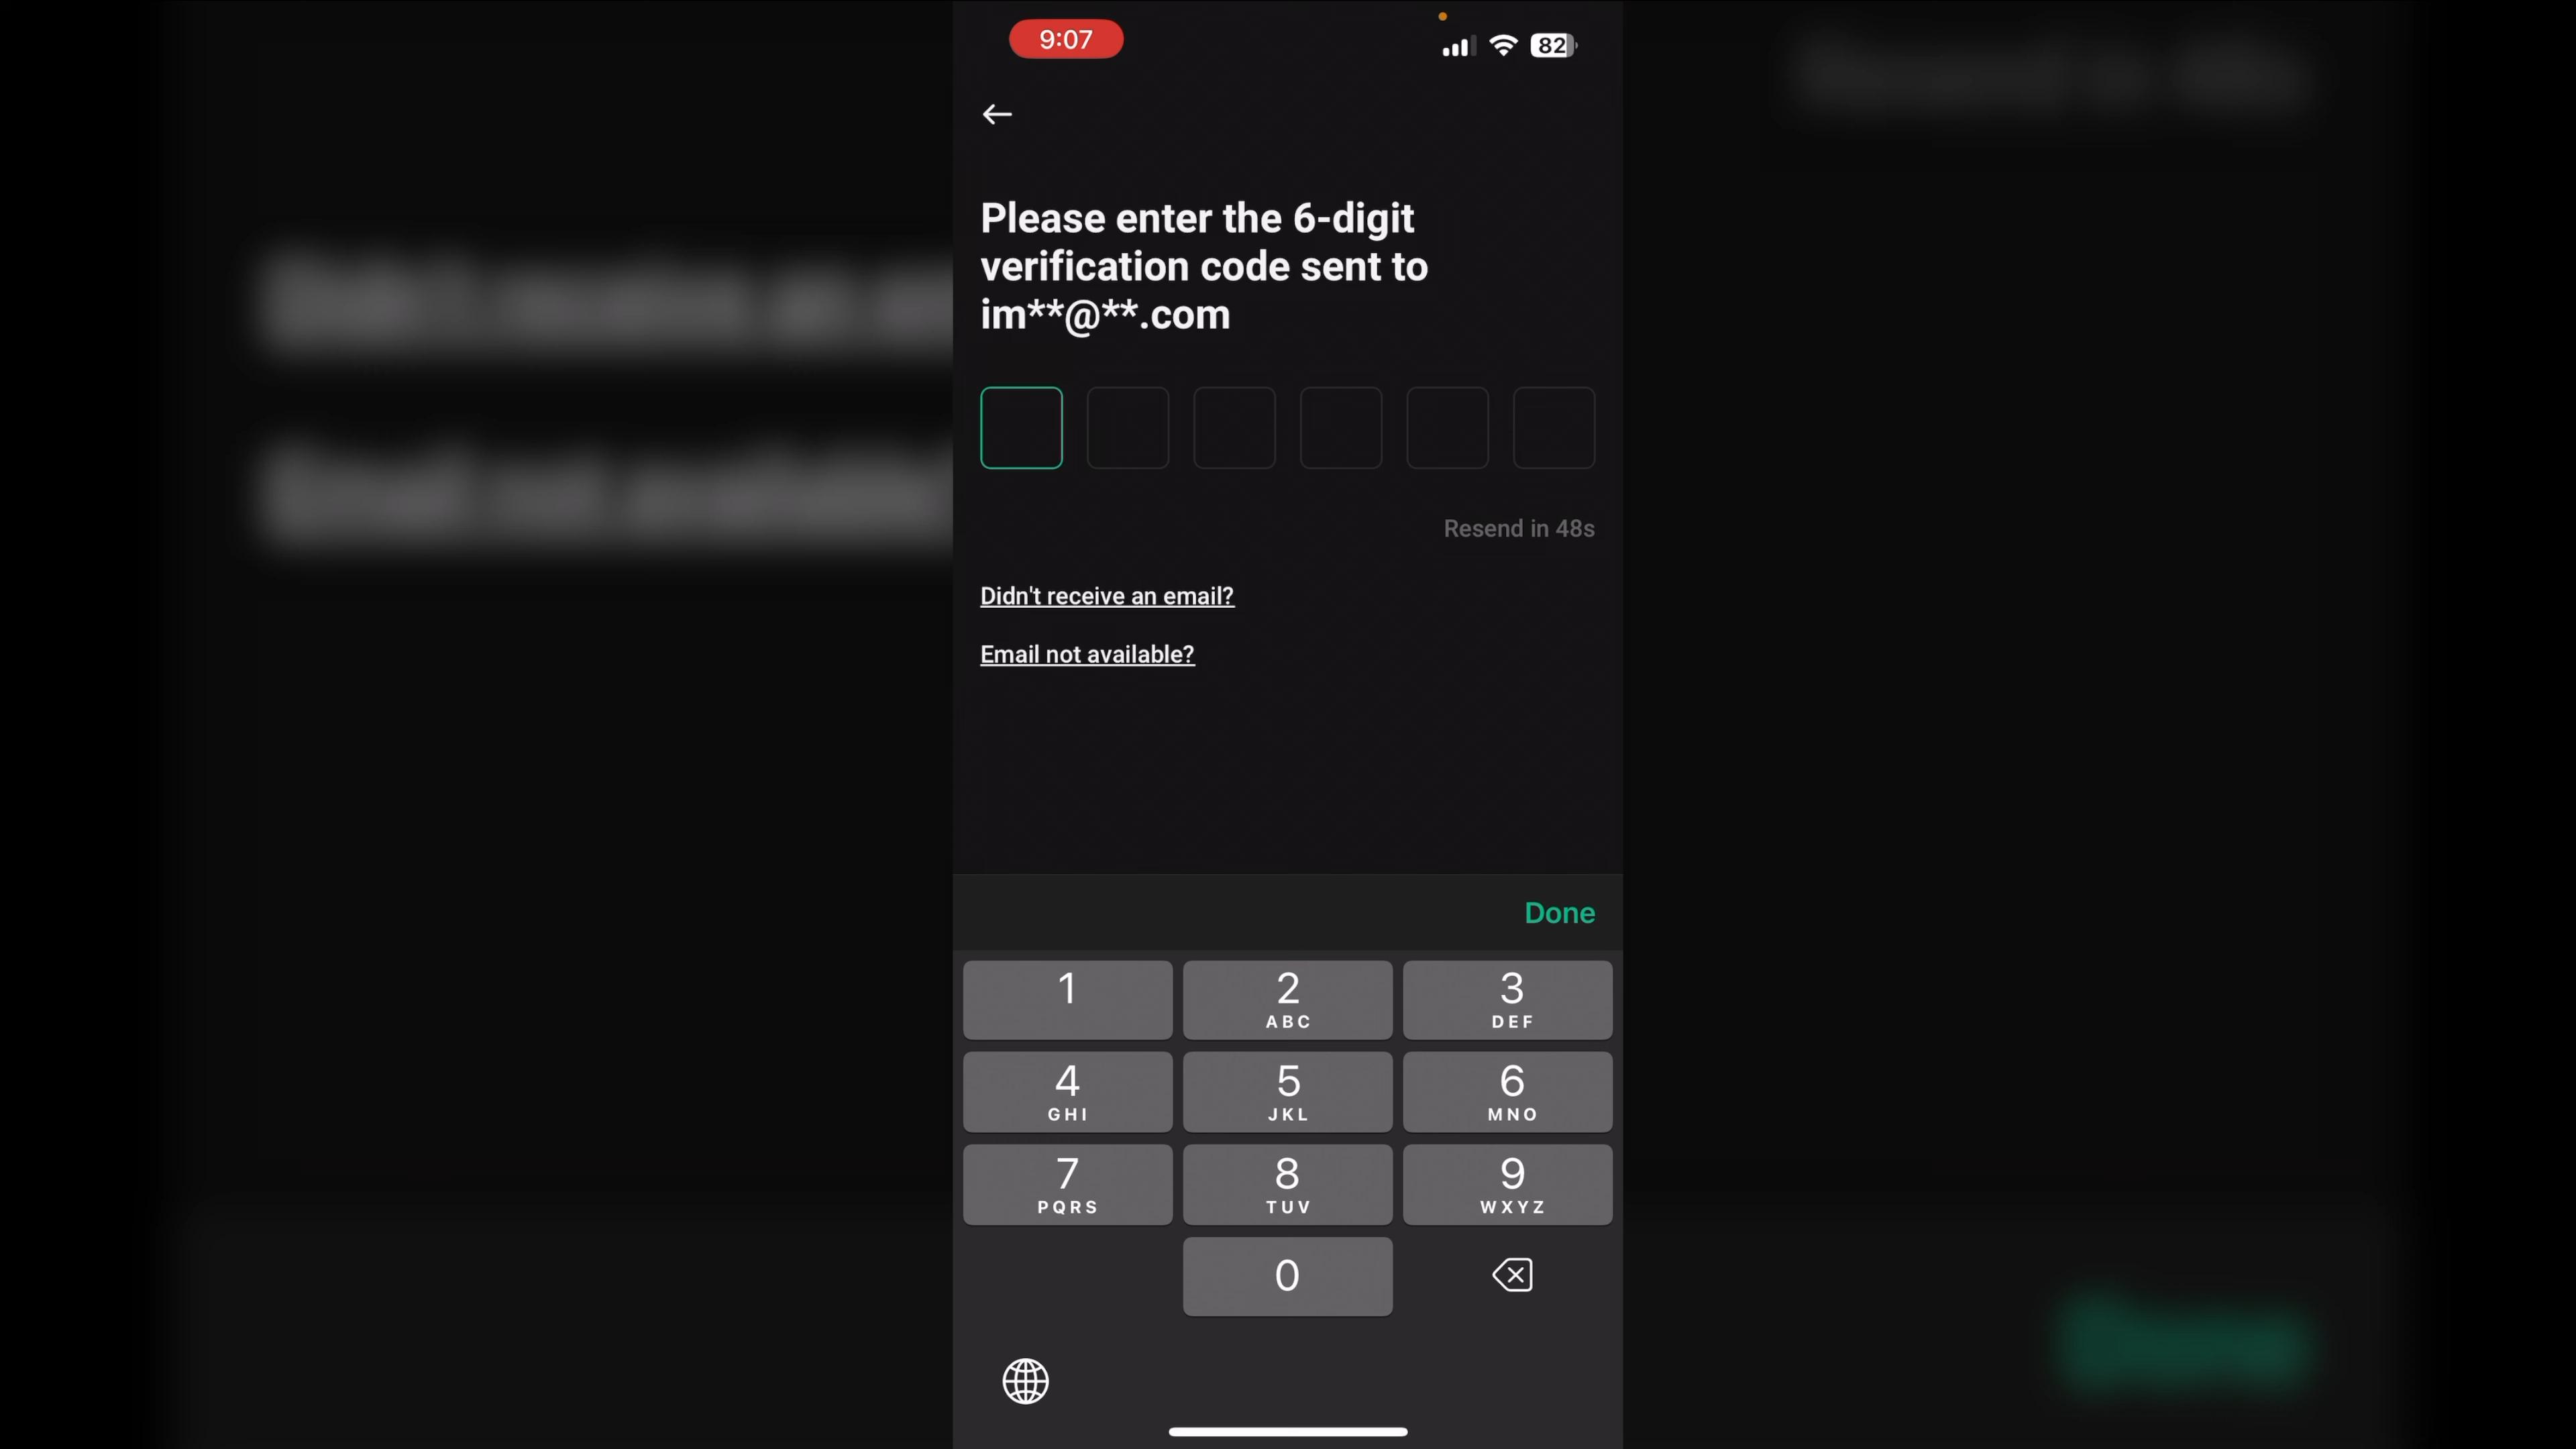 9:07
82
Please enter the 6-digit
verification code sent to
im**@**.com
Resend in 48s
Didn't receive an email?
Email not available?
Done
1
2
ABC
3
DEF
4
GHI
5
JKL
6
MNO
7
PQRS
8
TUV
9
WXYZ
0